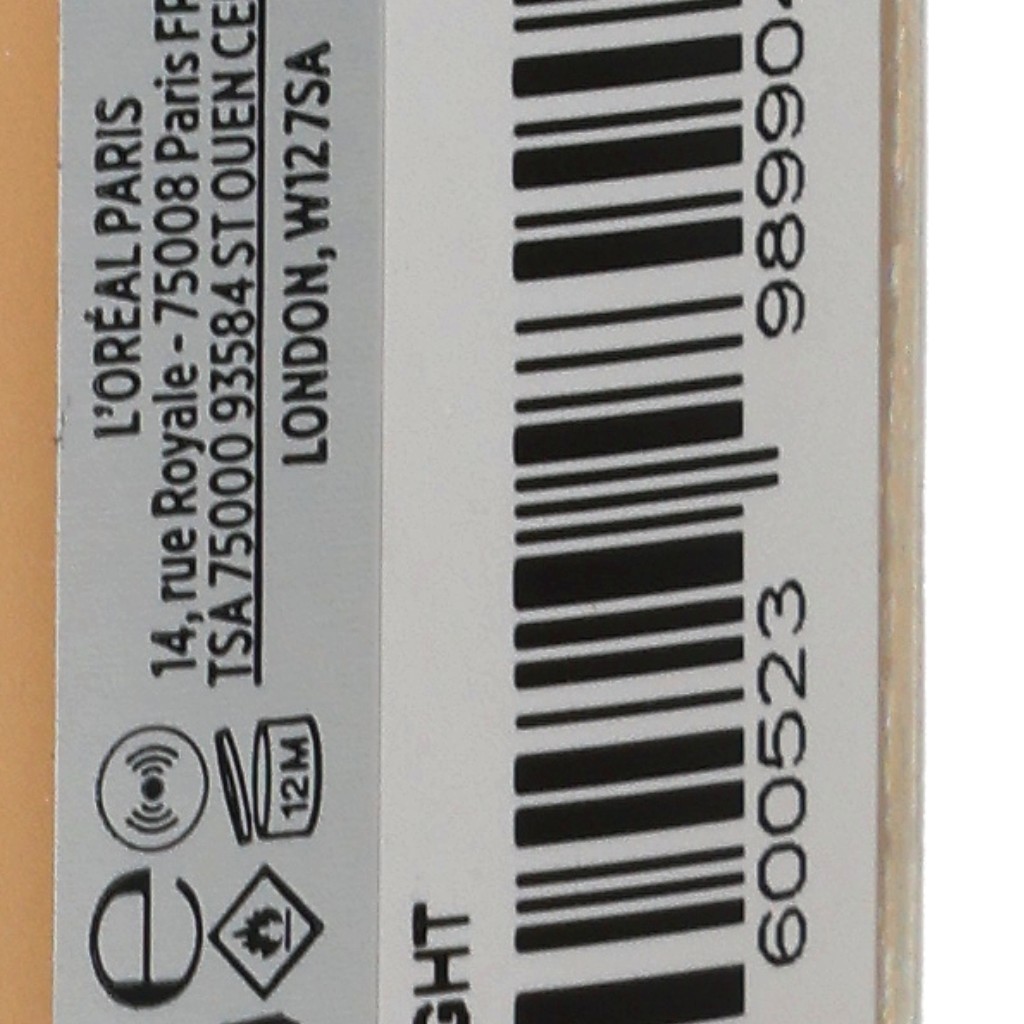 L'ORÉAL PARIS
14, rue Royale - 75008 Paris FR
TSA 75000 93584 ST OUEN CE
LONDON, W12 7SA
e
12M
GHT
600523 98990